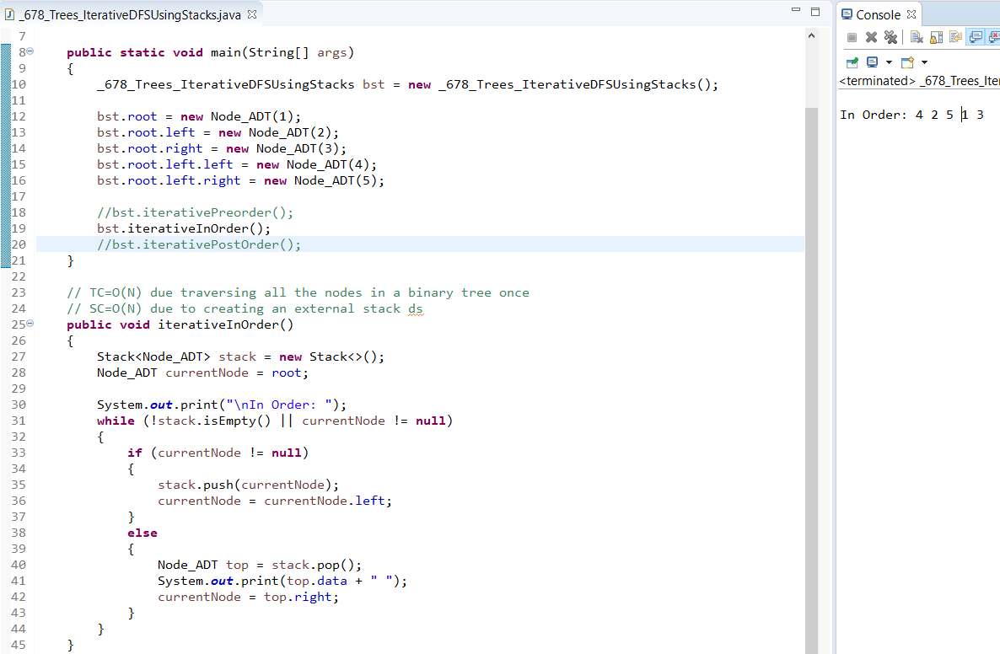 _678_Trees_IterativeDFSUsingStacks.java
7
8 public static void main(String[] args)
9 {
10 _678_Trees_IterativeDFSUsingStacks bst = new _678_Trees_IterativeDFSUsingStacks();
11
12 bst.root = new Node_ADT(1);
13 bst.root.left = new Node_ADT(2);
14 bst.root.right = new Node_ADT(3);
15 bst.root.left.left = new Node_ADT(4);
16 bst.root.left.right = new Node_ADT(5);
17
18 //bst.iterativePreorder();
19 bst.iterativeInOrder();
20 //bst.iterativePostOrder();
21 }
22
23 // TC=O(N) due traversing all the nodes in a binary tree once
24 // SC=O(N) due to creating an external stack ds
25 public void iterativeInOrder()
26 {
27 Stack<Node_ADT> stack = new Stack<>();
28 Node_ADT currentNode = root;
29
30 System.out.print("\nIn Order: ");
31 while (!stack.isEmpty() || currentNode != null)
32 {
33 if (currentNode != null)
34 {
35 stack.push(currentNode);
36 currentNode = currentNode.left;
37 }
38 else
39 {
40 Node_ADT top = stack.pop();
41 System.out.print(top.data + " ");
42 currentNode = top.right;
43 }
44 }
45 }
Console
<terminated> _678_Trees_Iter
In Order: 4 2 5 1 3